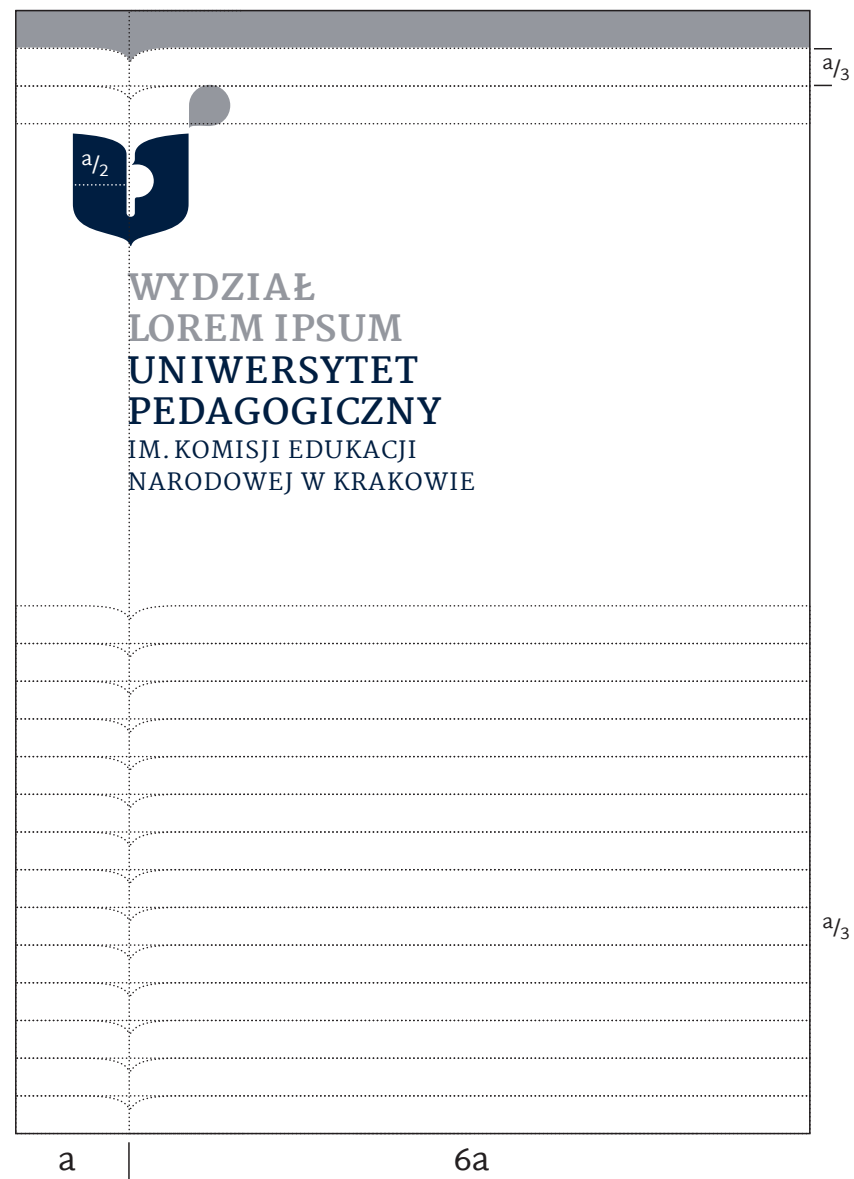 a/3
a/2
WYDZIAŁ
LOREM IPSUM
UNIWERSYTET
PEDAGOGICZNY
IM. KOMISJI EDUKACJI
NARODOWEJ W KRAKOWIE
a/3
a
6a